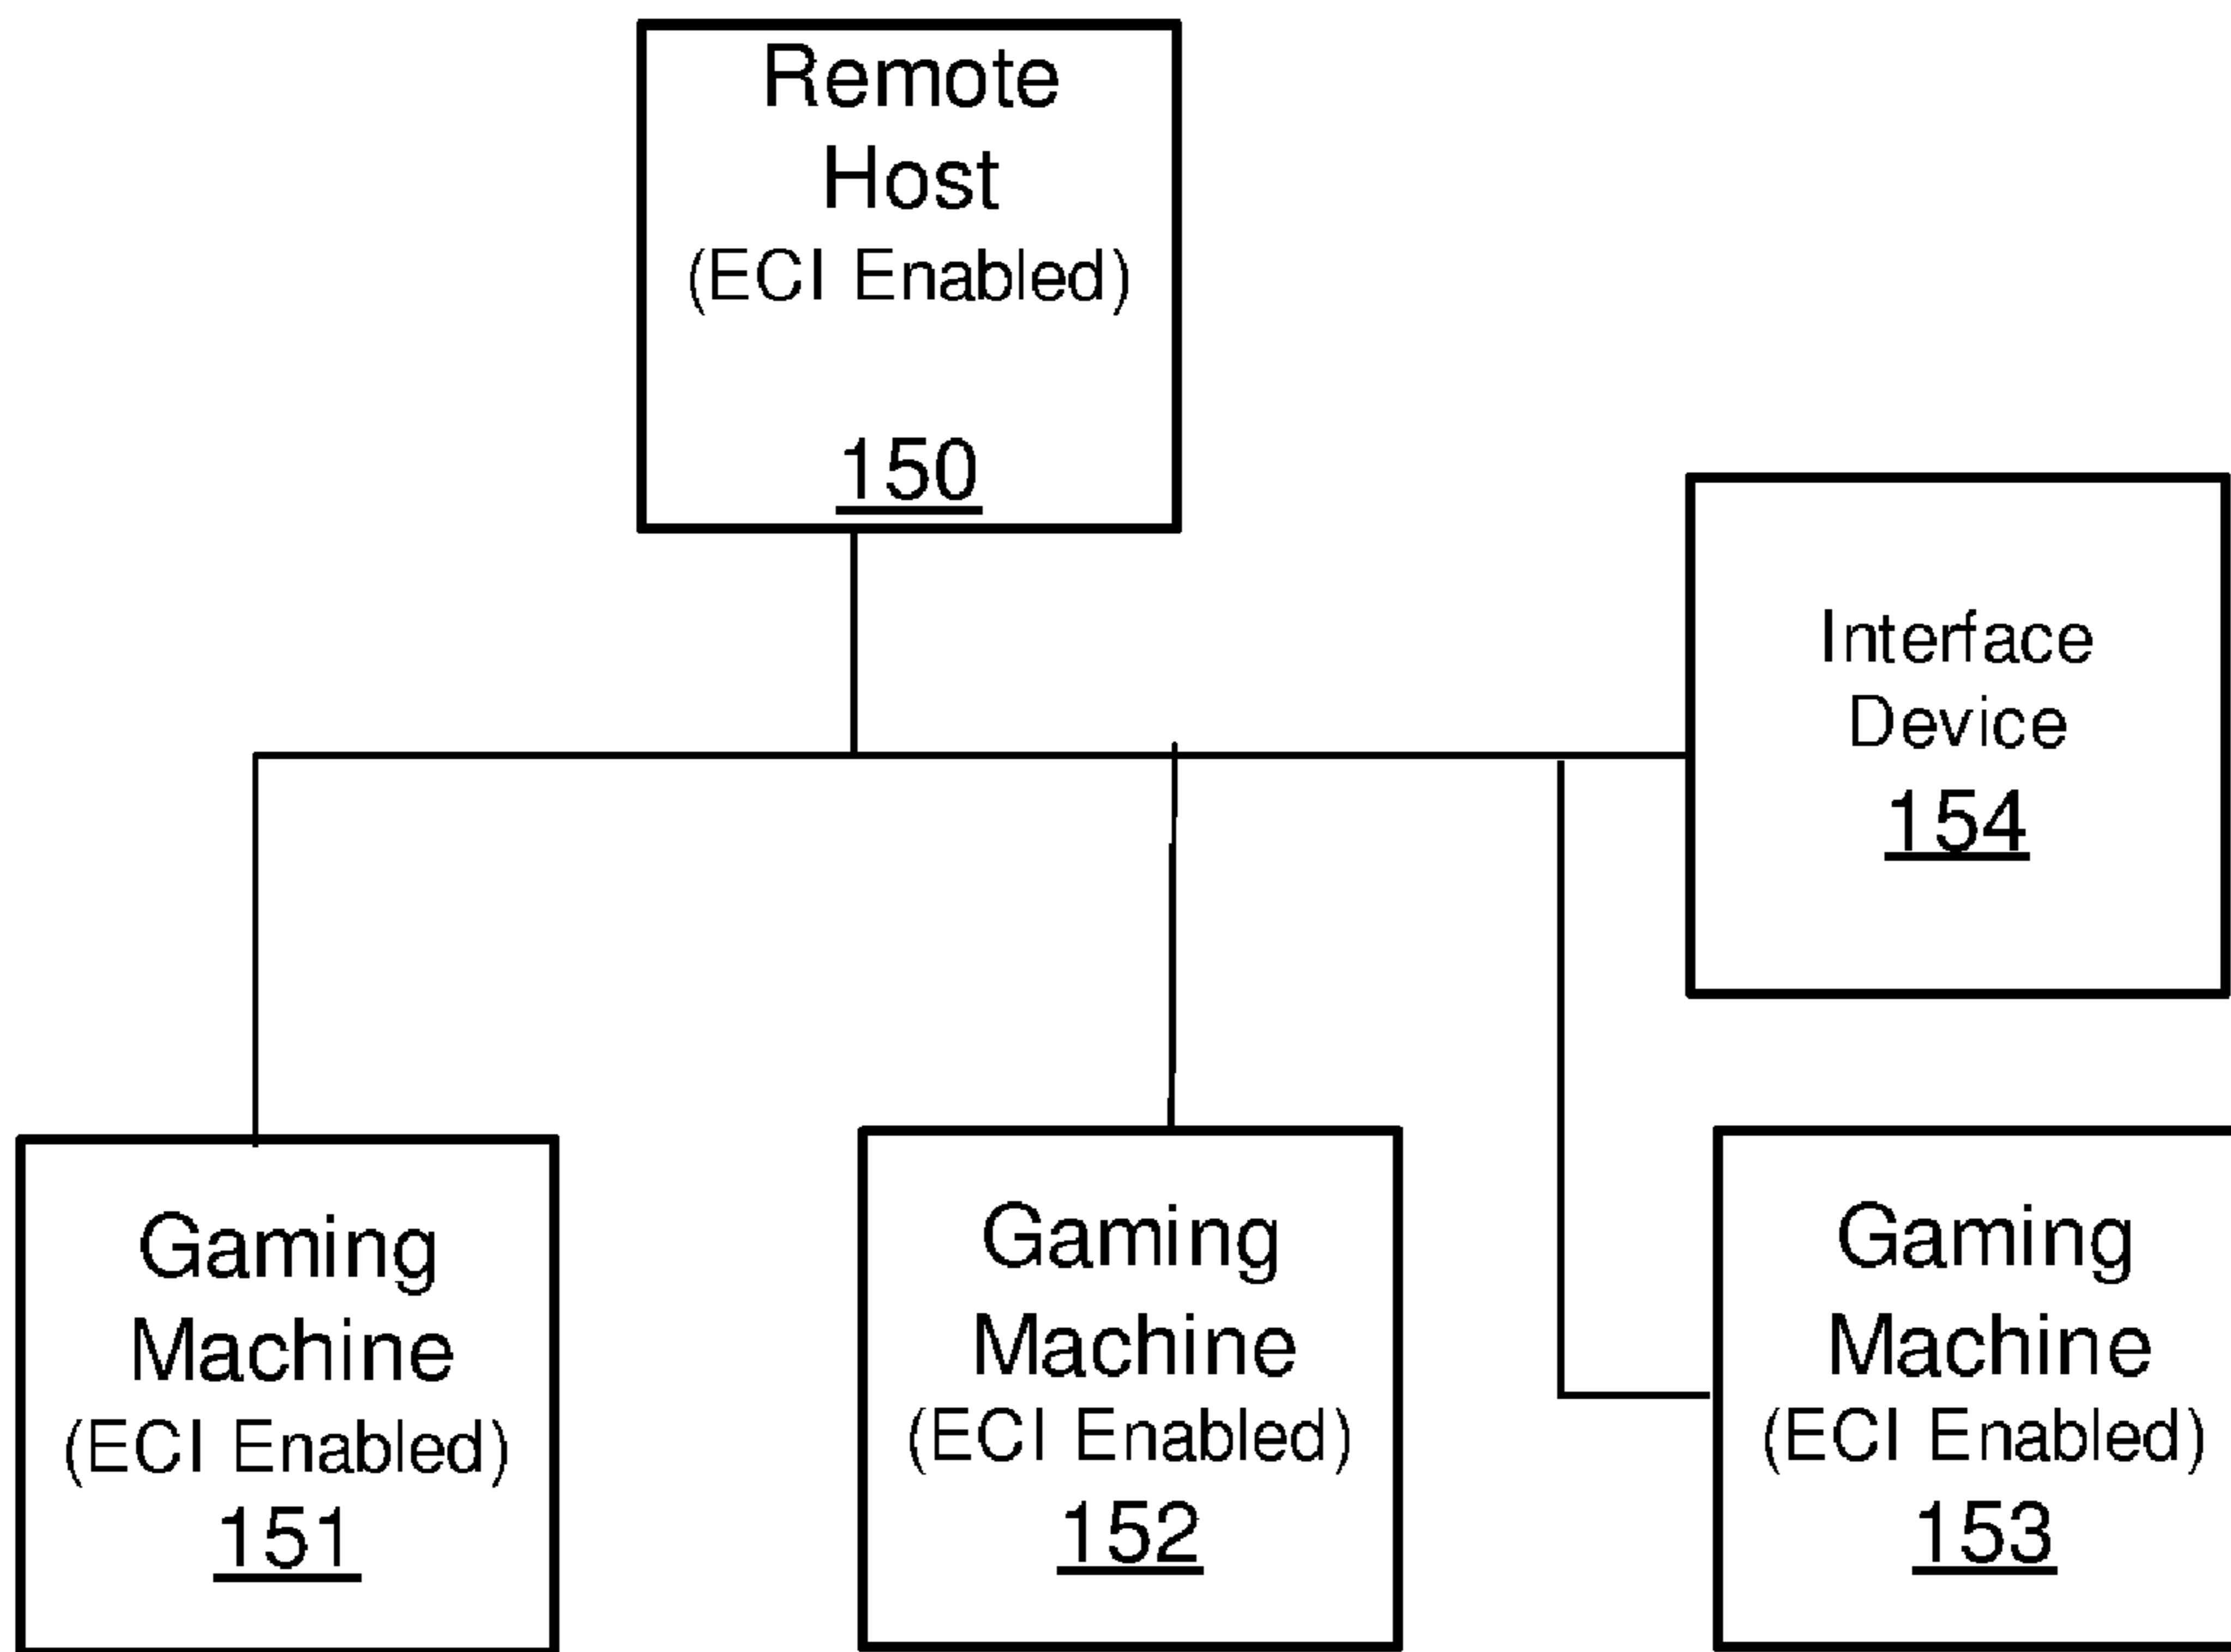 Remote
Host
(ECI Enabled)
150
Interface
Device
154
Gaming
Machine
(ECI Enabled)
151
Gaming
Machine
(ECI Enabled)
152
Gaming
Machine
(ECI Enabled)
153